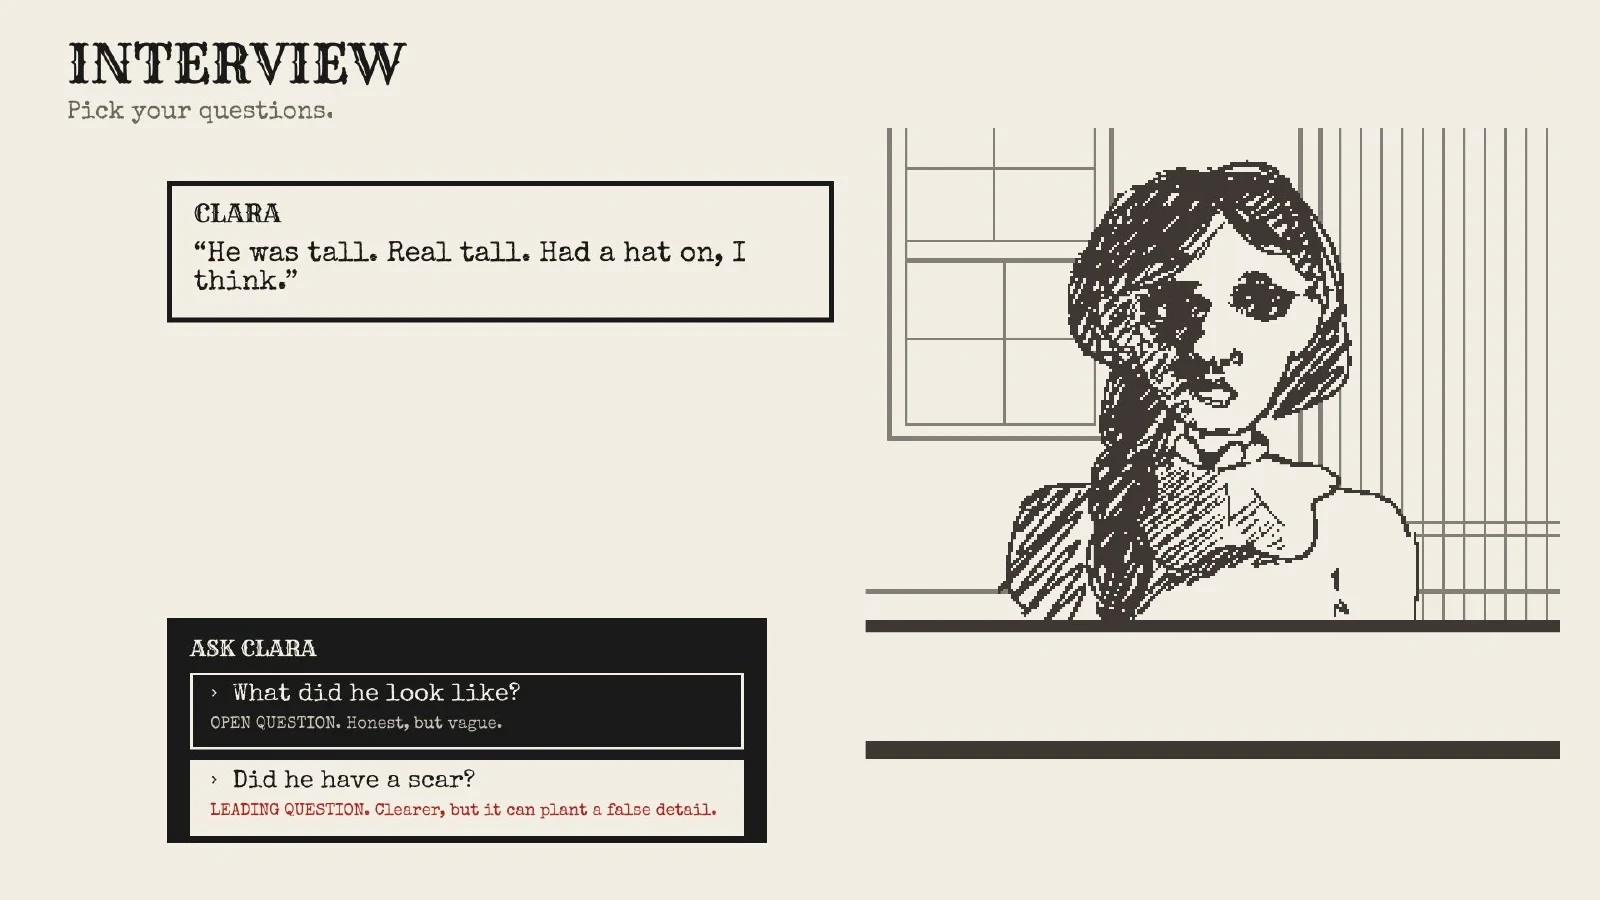 INTERVIEW
Pick your questions.
CLARA
“He was tall. Real tall. Had a hat on, I
think.”
ASK CLARA
› What did he look like?
OPEN QUESTION. Honest, but vague.
› Did he have a scar?
LEADING QUESTION. Clearer, but it can plant a false detail.